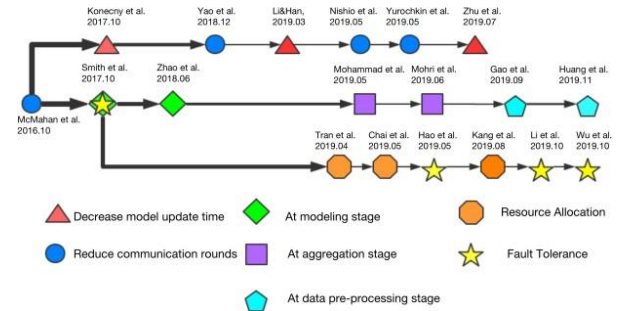 Konecny et al.
2017.10
Yao et al.
2018.12
Li&Han,
2019.03
Nishio et al.
2019.05
Yurochkin et al.
2019.05
Zhu et al.
2019.07
Smith et al.
2017.10
Zhao et al.
2018.06
Mohammad et al.
2019.05
Mohri et al.
2019.06
Gao et al.
2019.09
Huang et al.
2019.11
McMahan et al.
2016.10
Tran et al.
2019.04
Chai et al.
2019.05
Hao et al.
2019.05
Kang et al.
2019.08
Li et al.
2019.10
Wu et al.
2019.10
Decrease model update time
At modeling stage
Resource Allocation
Reduce communication rounds
At aggregation stage
Fault Tolerance
At data pre-processing stage